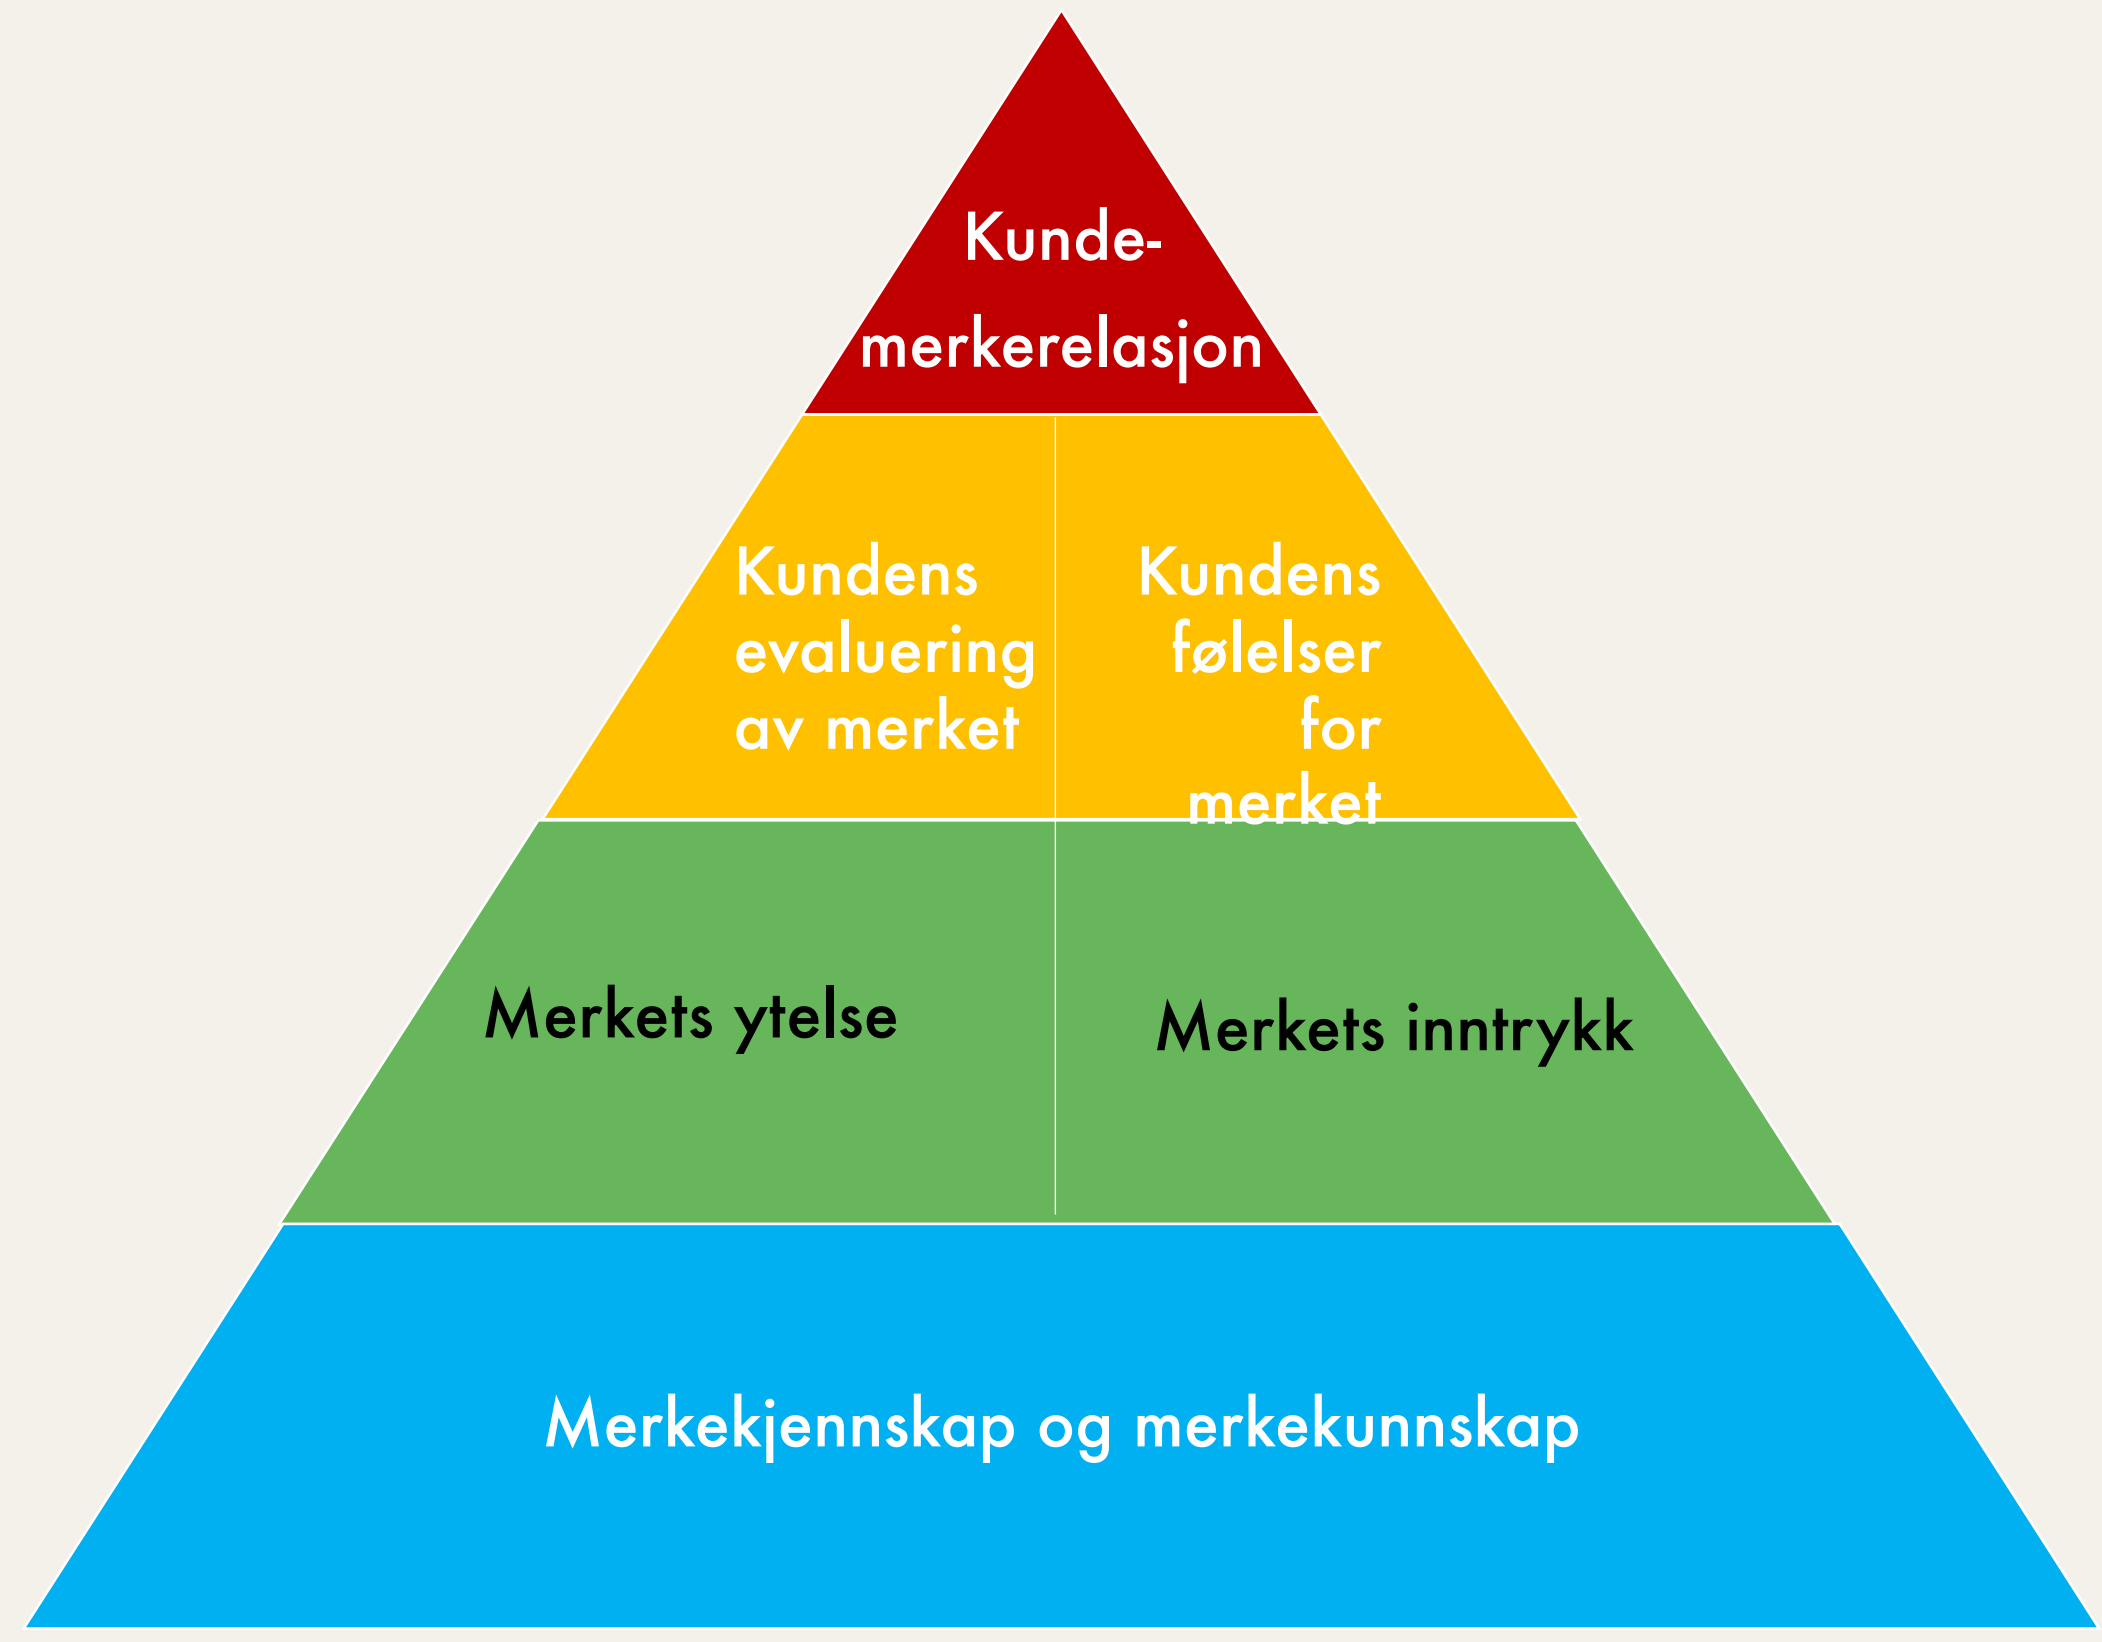 Kunde-
merkerelasjon
Kundens
evaluering
av merket
Kundens
følelser
for
merket
Merkets ytelse
Merkets inntrykk
Merkekjennskap og merkekunnskap